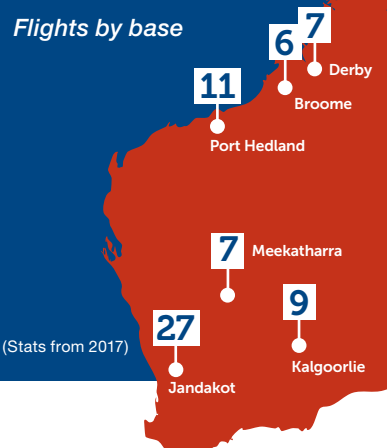 Flights by base
7
6
Derby
11
Broome
Port Hedland
7
Meekatharra
9
27
(Stats from 2017)
Kalgoorlie
Jandakot